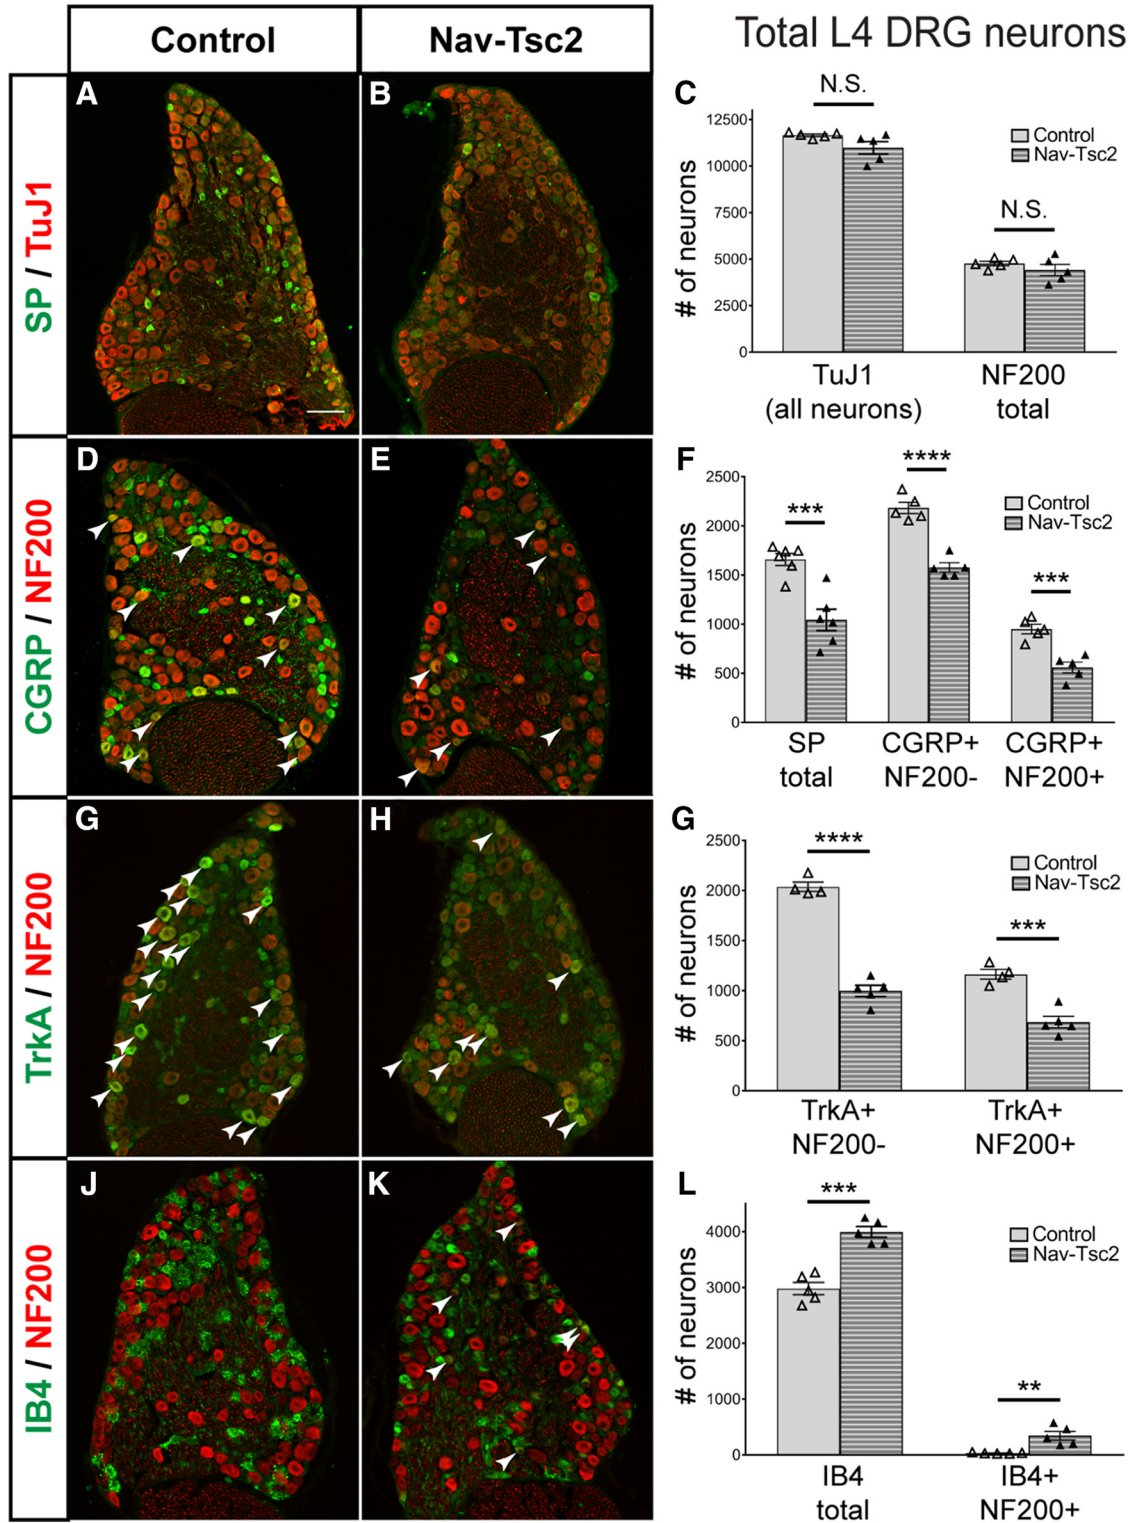 Control
Nav-Tsc2
Total L4 DRG neurons
SP / TuJ1
A
B
C
N.S.
N.S.
Control
Nav-Tsc2
# of neurons
12500
10000
7500
5000
2500
0
TuJ1
(all neurons)
NF200
total
CGRP / NF200
D
E
F
***
****
***
Control
Nav-Tsc2
# of neurons
2500
2000
1500
1000
500
0
SP
total
CGRP+
NF200-
CGRP+
NF200+
TrkA / NF200
G
H
G
****
***
Control
Nav-Tsc2
# of neurons
2500
2000
1500
1000
500
0
TrkA+
NF200-
TrkA+
NF200+
IB4 / NF200
J
K
L
***
**
Control
Nav-Tsc2
# of neurons
4000
3000
2000
1000
0
IB4
total
IB4+
NF200+